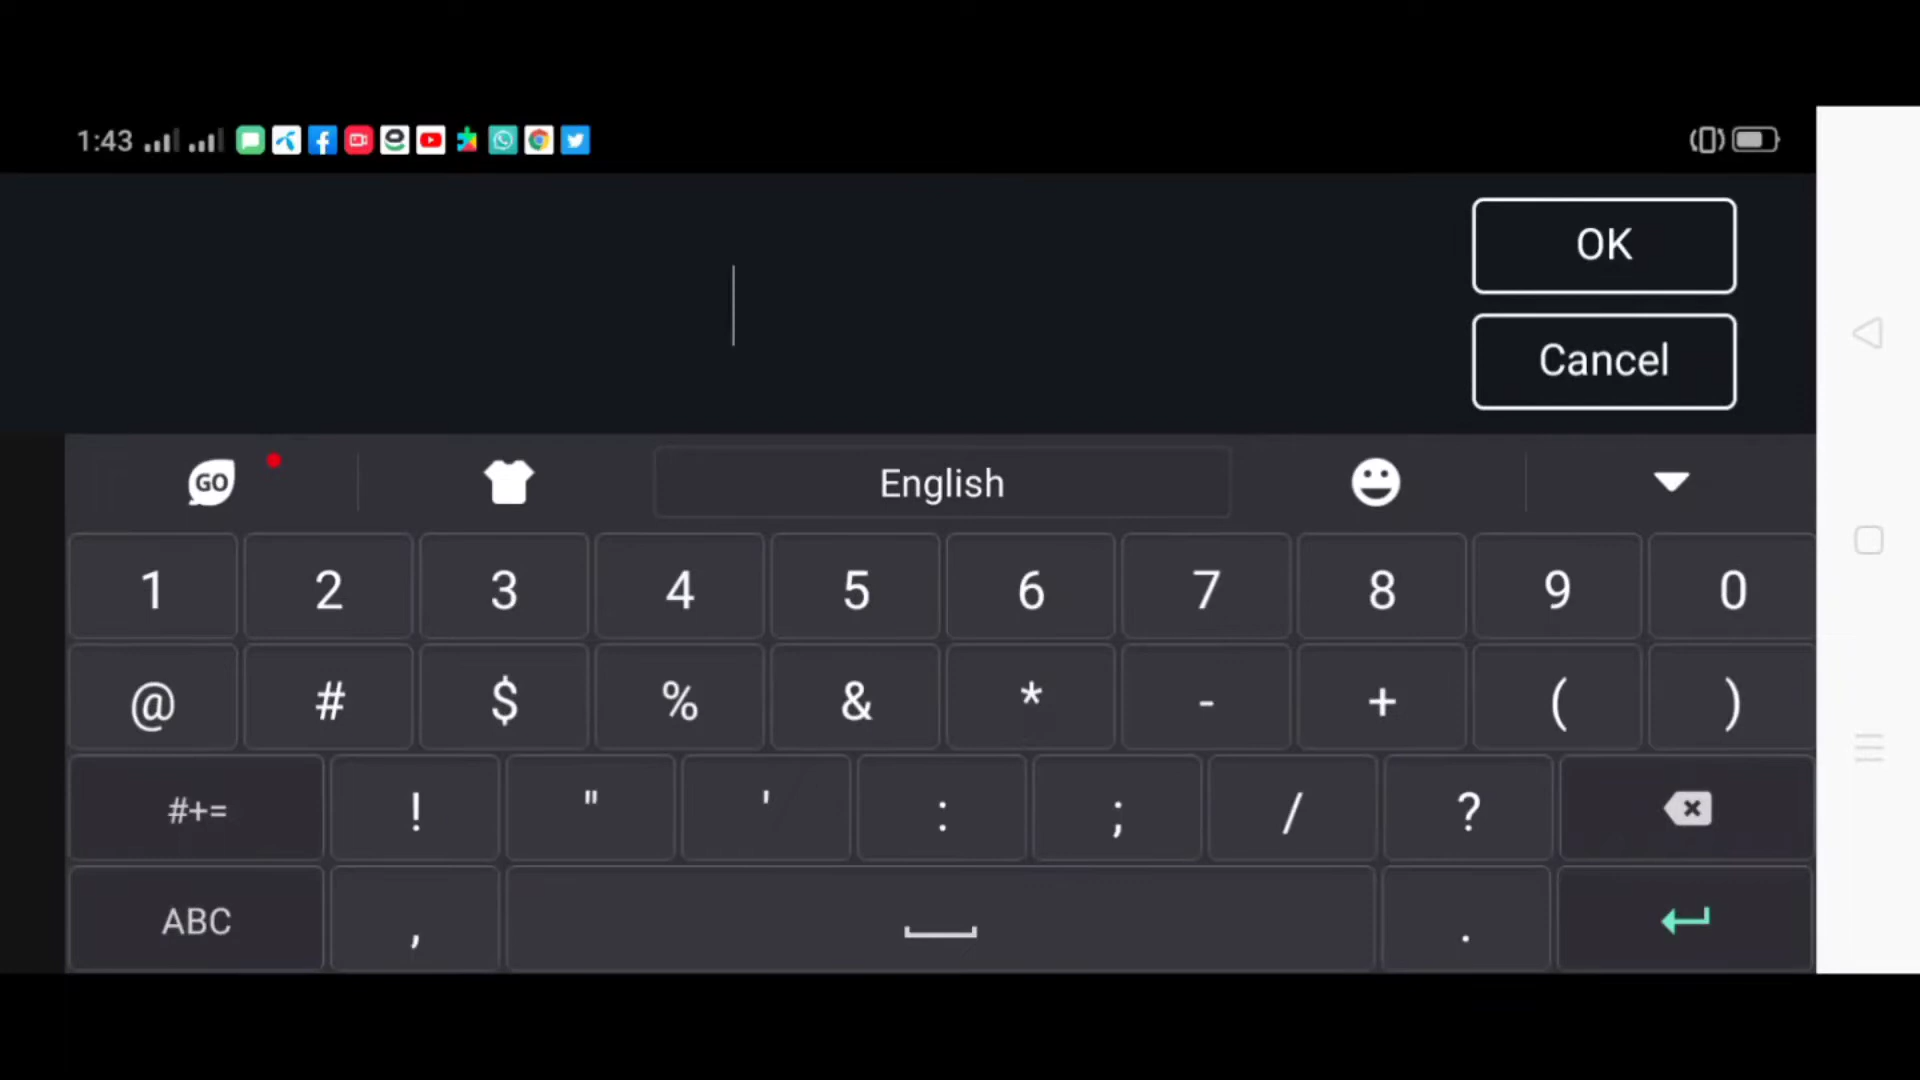 1:43
OK
Cancel
GO English
1 2 3 4 5 6 7 8 9 0
@ # $ % & * - + ( )
#+= ! " ' : ; / ?
ABC , .